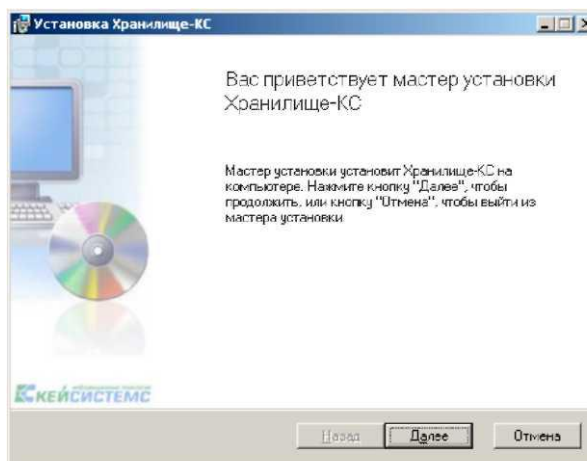 Установка Хранилище-КС
Вас приветствует мастер установки
Хранилище-КС
Мастер установки установит Хранилище-КС на
компьютере. Нажмите кнопку "Далее", чтобы
продолжить, или кнопку "Отмена", чтобы выйти из
мастера установки.
КЕЙСИСТЕМС
Назад Далее Отмена